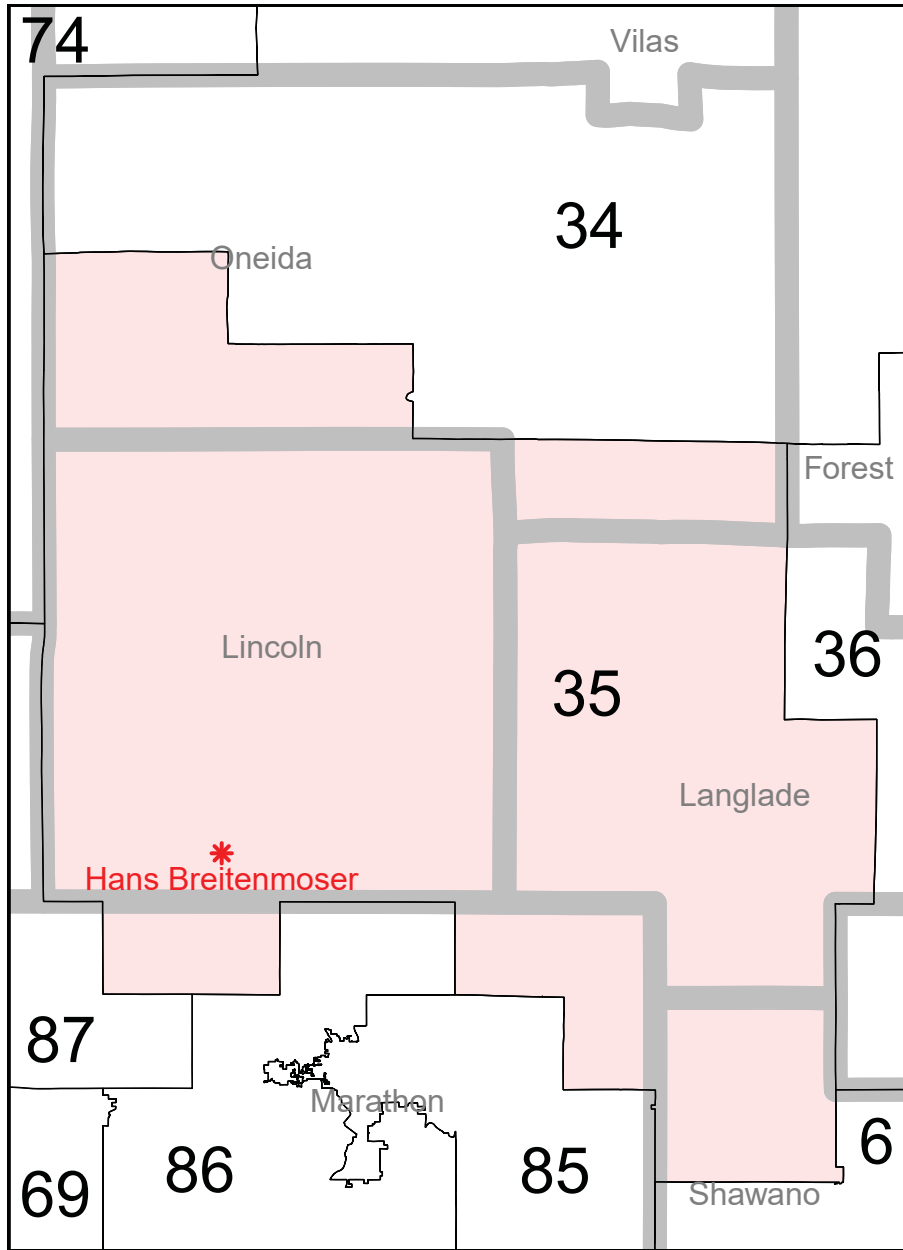 74
Vilas
34
Oneida
Forest
Lincoln
36
35
Langlade
Hans Breitenmoser
87
Marathon
6
86
85
69
Shawano